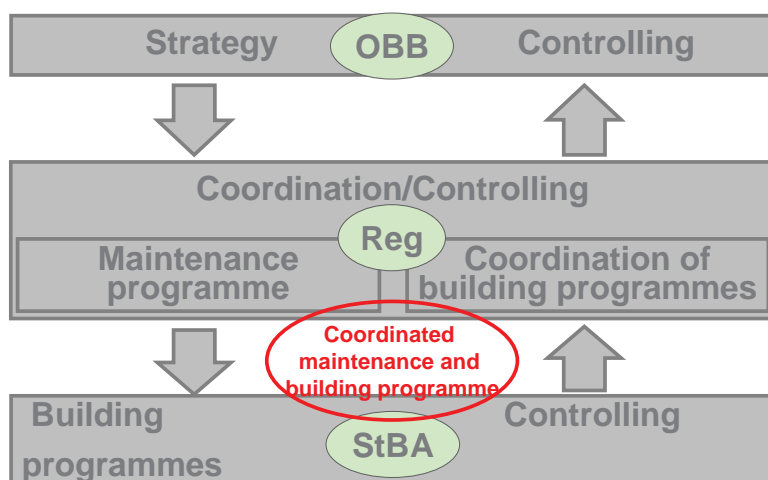 Strategy OBB Controlling
Coordination/Controlling
Reg
Maintenance
programme
Coordination of
building programmes
Coordinated
maintenance and
building programme
Building
programmes
StBA
Controlling